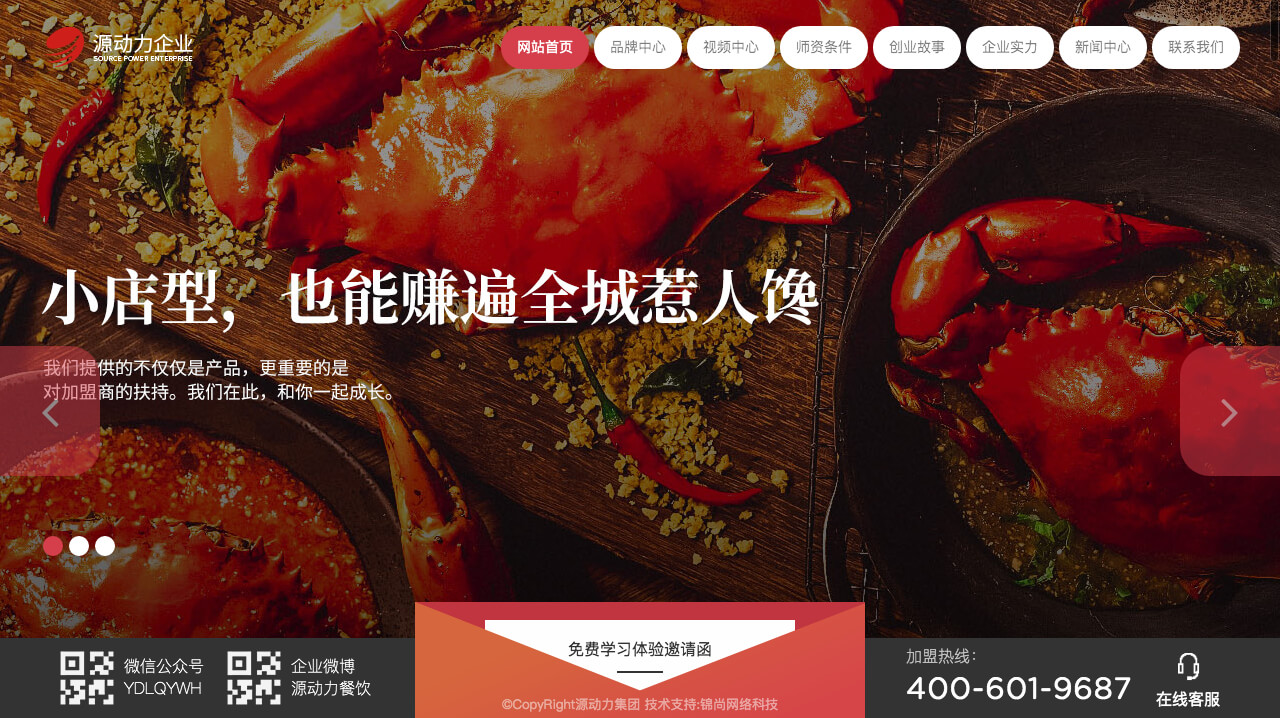 源动力企业
SOURCE POWER ENTERPRISE
网站首页
品牌中心
视频中心
师资条件
创业故事
企业实力
新闻中心
联系我们
小店型，也能赚遍全城惹人馋
我们提供的不仅仅是产品，更重要的是
对加盟商的扶持。我们在此，和你一起成长。
微信公众号
YDLQYWH
企业微博
源动力餐饮
免费学习体验邀请函
©CopyRight源动力集团 技术支持:锦尚网络科技
加盟热线：
400-601-9687
在线客服